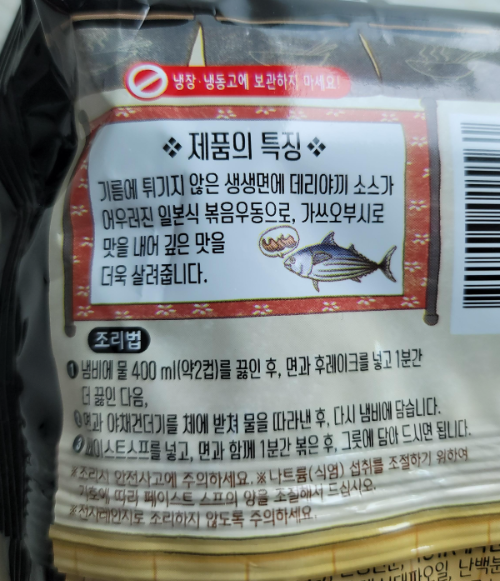 냉장·냉동고에 보관하지 마세요!
❖ 제품의 특징 ❖
기름에 튀기지 않은 생생면에 데리야끼 소스가
어우러진 일본식 볶음우동으로, 가쓰오부시로
맛을 내어 깊은 맛을
더욱 살려줍니다.
조리법
❶ 냄비에 물 400 ml(약2컵)를 끓인 후, 면과 후레이크를 넣고 1분간
더 끓인 다음,
❷ 면과 야채건더기를 체에 받쳐 물을 따라낸 후, 다시 냄비에 담습니다.
❸ 페이스트스프를 넣고, 면과 함께 1분간 볶은 후, 그릇에 담아 드시면 됩니다.
※조리시 안전사고에 주의하세요. ※나트륨(식염) 섭취를 조절하기 위하여
기호에 따라 페이스트 스프의 양을 조절해서 드십시오.
※전자레인지로 조리하지 않도록 주의하세요.
난백분